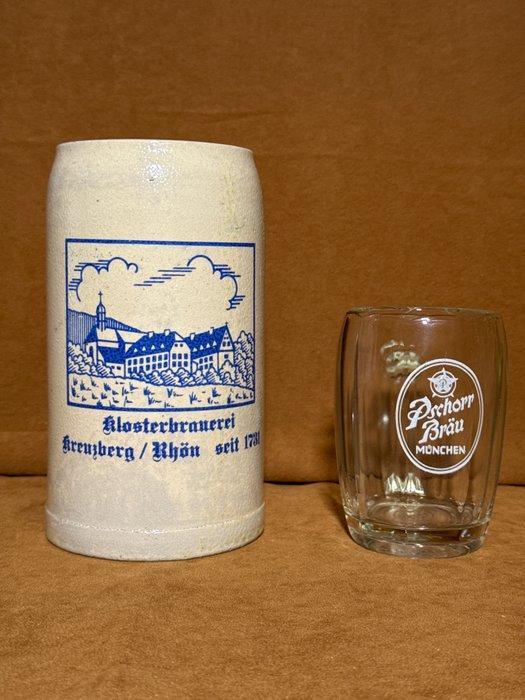 Klosterbrauerei
Kreuzberg / Rhön seit 1731
Pschorr
Bräu
MÜNCHEN